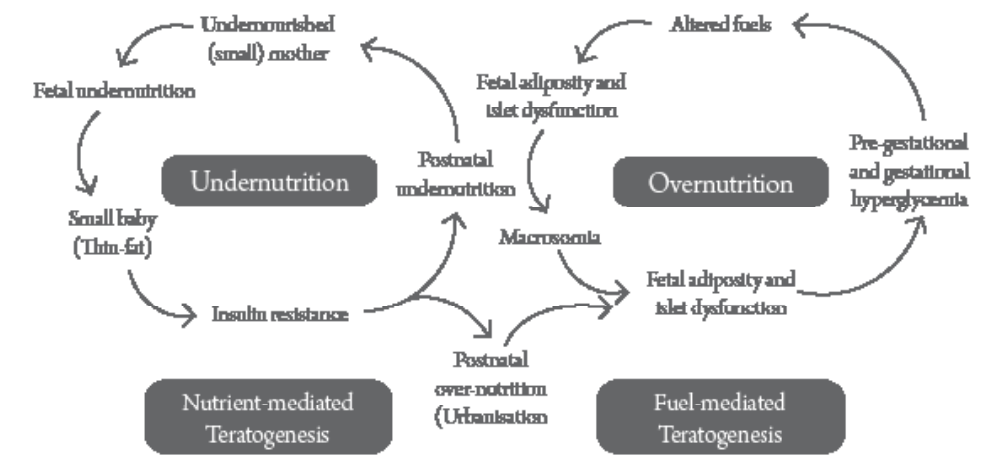 Undernourished
(small) mother
Fetal undernutrition
Small baby
(Thin-fat)
Insulin resistance
Postnatal
undernutrition
Undernutrition
Nutrient-mediated
Teratogenesis
Postnatal
over-nutrition
(Urbanisation
Altered fuels
Fetal adiposity and
islet dysfunction
Macrosomia
Fetal adiposity and
islet dysfunction
Pre-gestational
and gestational
hyperglycemia
Overnutrition
Fuel-mediated
Teratogenesis